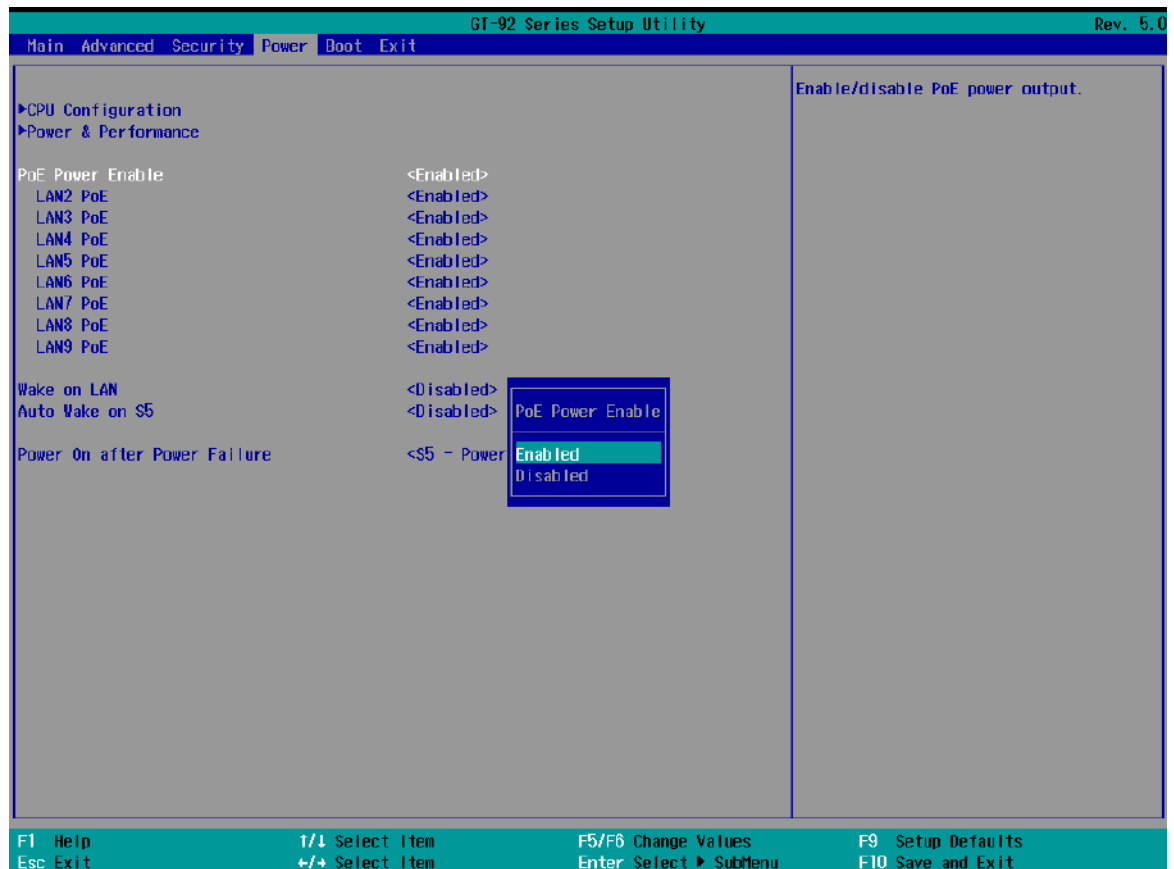 GT-92 Series Setup Utility Rev. 5.0
Main Advanced Security Power Boot Exit
Enable/disable PoE power output.
▶CPU Configuration
▶Power & Performance
PoE Power Enable <Enabled>
LAN2 PoE <Enabled>
LAN3 PoE <Enabled>
LAN4 PoE <Enabled>
LAN5 PoE <Enabled>
LAN6 PoE <Enabled>
LAN7 PoE <Enabled>
LAN8 PoE <Enabled>
LAN9 PoE <Enabled>
Wake on LAN <Disabled>
Auto Wake on S5 <Disabled>
Power On after Power Failure <S5 - Power
PoE Power Enable
Enabled
Disabled
F1 Help ↑/↓ Select Item F5/F6 Change Values F9 Setup Defaults
Esc Exit ←/→ Select Item Enter Select ▶ SubMenu F10 Save and Exit